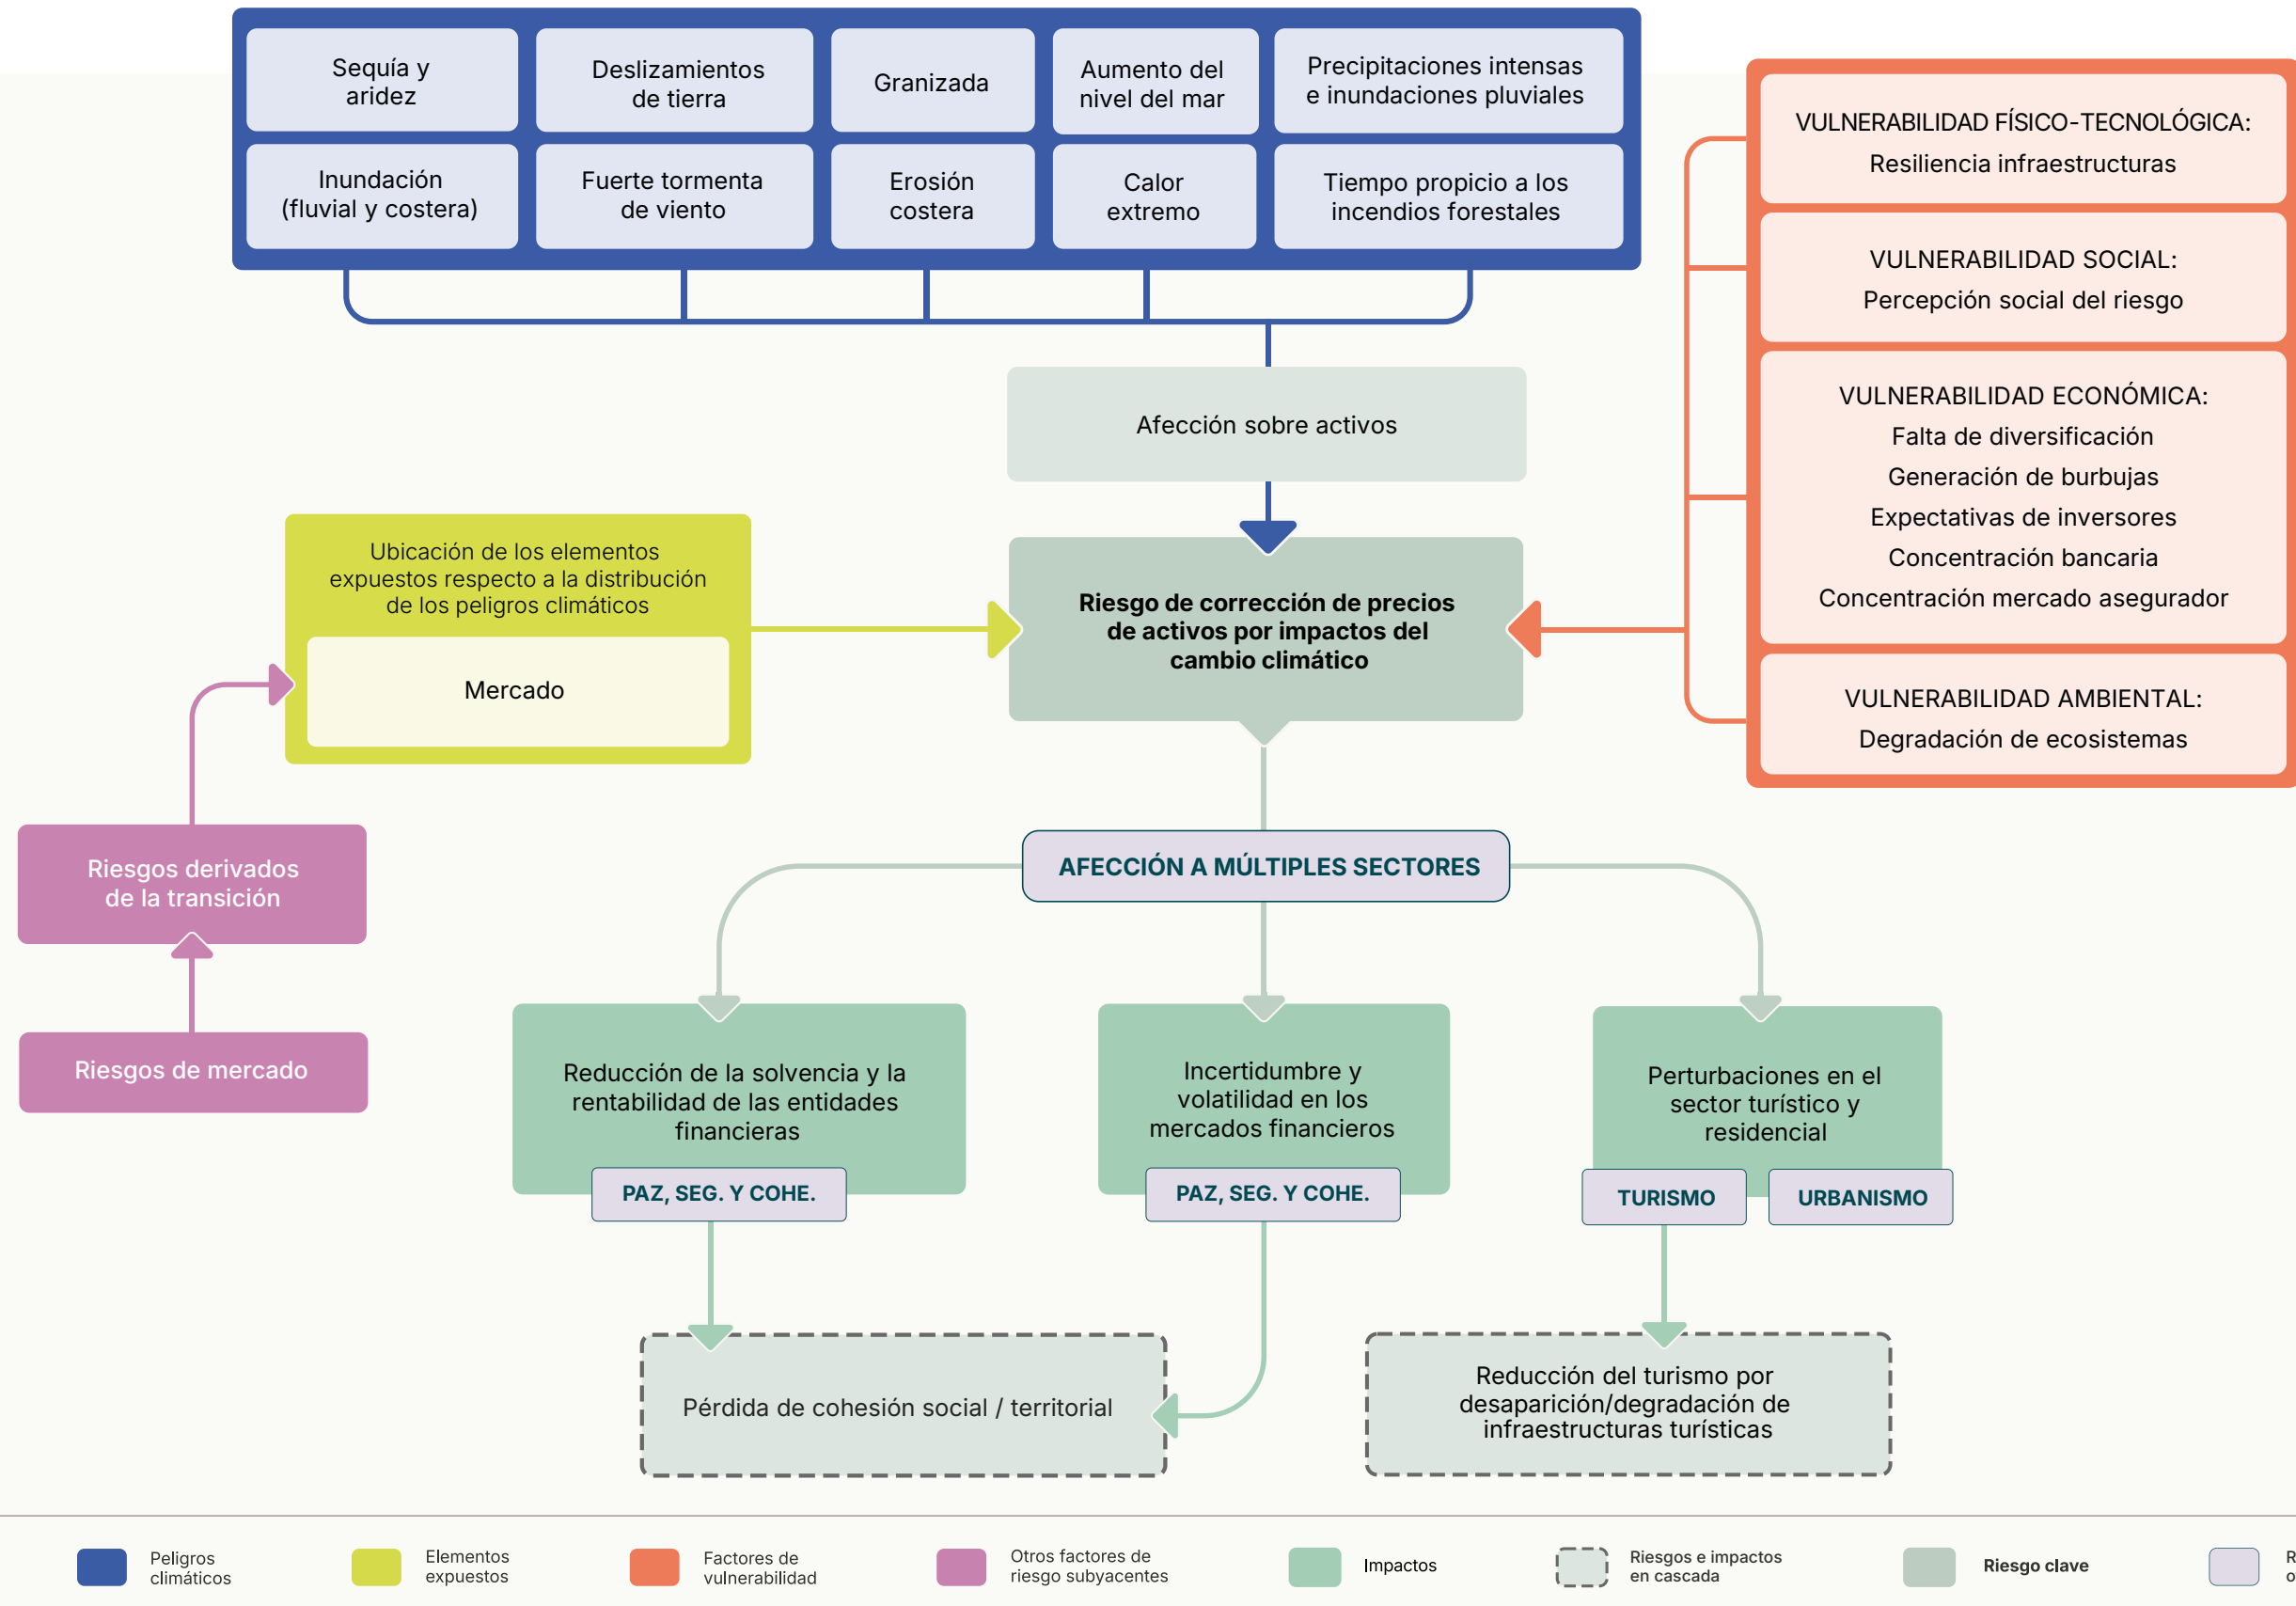 Sequía y
aridez
Deslizamientos
de tierra
Granizada
Aumento del
nivel del mar
Precipitaciones intensas
e inundaciones pluviales
Inundación
(fluvial y costera)
Fuerte tormenta
de viento
Erosión
costera
Calor
extremo
Tiempo propicio a los
incendios forestales
VULNERABILIDAD FÍSICO-TECNOLÓGICA:
Resiliencia infraestructuras
VULNERABILIDAD SOCIAL:
Percepción social del riesgo
VULNERABILIDAD ECONÓMICA:
Falta de diversificación
Generación de burbujas
Expectativas de inversores
Concentración bancaria
Concentración mercado asegurador
VULNERABILIDAD AMBIENTAL:
Degradación de ecosistemas
Afección sobre activos
Ubicación de los elementos
expuestos respecto a la distribución
de los peligros climáticos
Mercado
Riesgo de corrección de precios
de activos por impactos del
cambio climático
Riesgos derivados
de la transición
Riesgos de mercado
AFECCIÓN A MÚLTIPLES SECTORES
Reducción de la solvencia y la
rentabilidad de las entidades
financieras
PAZ, SEG. Y COHE.
Incertidumbre y
volatilidad en los
mercados financieros
PAZ, SEG. Y COHE.
Perturbaciones en el
sector turístico y
residencial
TURISMO
URBANISMO
Pérdida de cohesión social / territorial
Reducción del turismo por
desaparición/degradación de
infraestructuras turísticas
Peligros
climáticos
Elementos
expuestos
Factores de
vulnerabilidad
Otros factores de
riesgo subyacentes
Impactos
Riesgos e impactos
en cascada
Riesgo clave